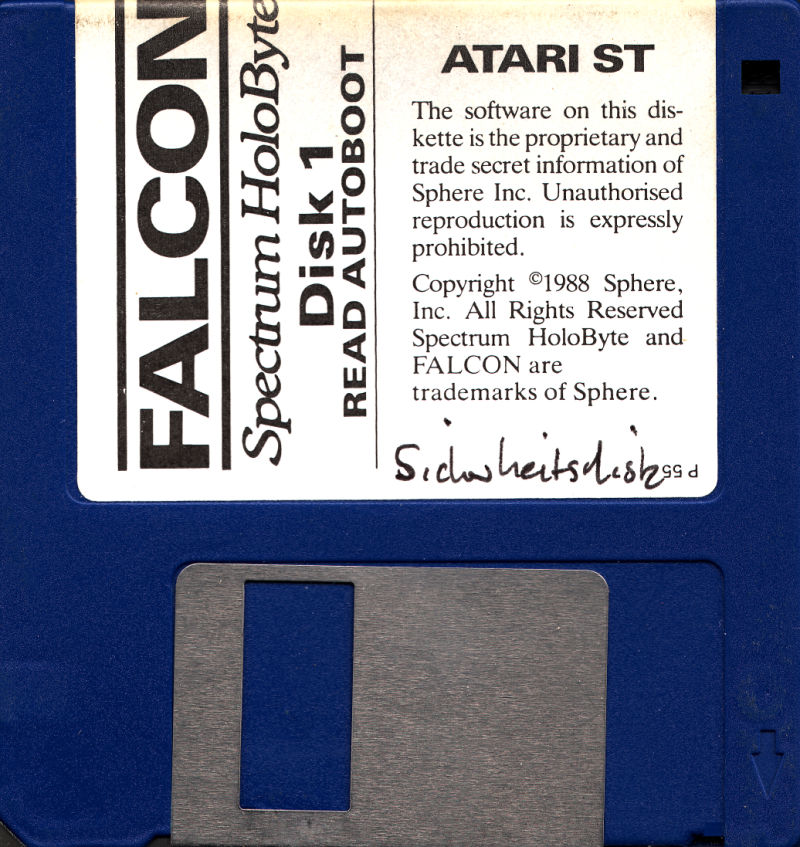 FALCON
Spectrum HoloByte
Disk 1
READ AUTOBOOT
ATARI ST
The software on this dis-
kette is the proprietary and
trade secret information of
Sphere Inc. Unauthorised
reproduction is expressly
prohibited.
Copyright ©1988 Sphere,
Inc. All Rights Reserved
Spectrum HoloByte and
FALCON are
trademarks of Sphere.
Sicherheitsdisk
P 55